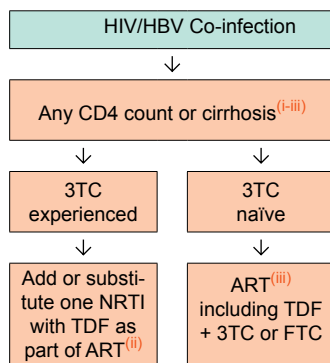 HIV/HBV Co-infection
Any CD4 count or cirrhosis(i-iii)
3TC
experienced
3TC
naïve
Add or substi-
tute one NRTI
with TDF as
part of ART(ii)
ART(iii)
including TDF
+ 3TC or FTC